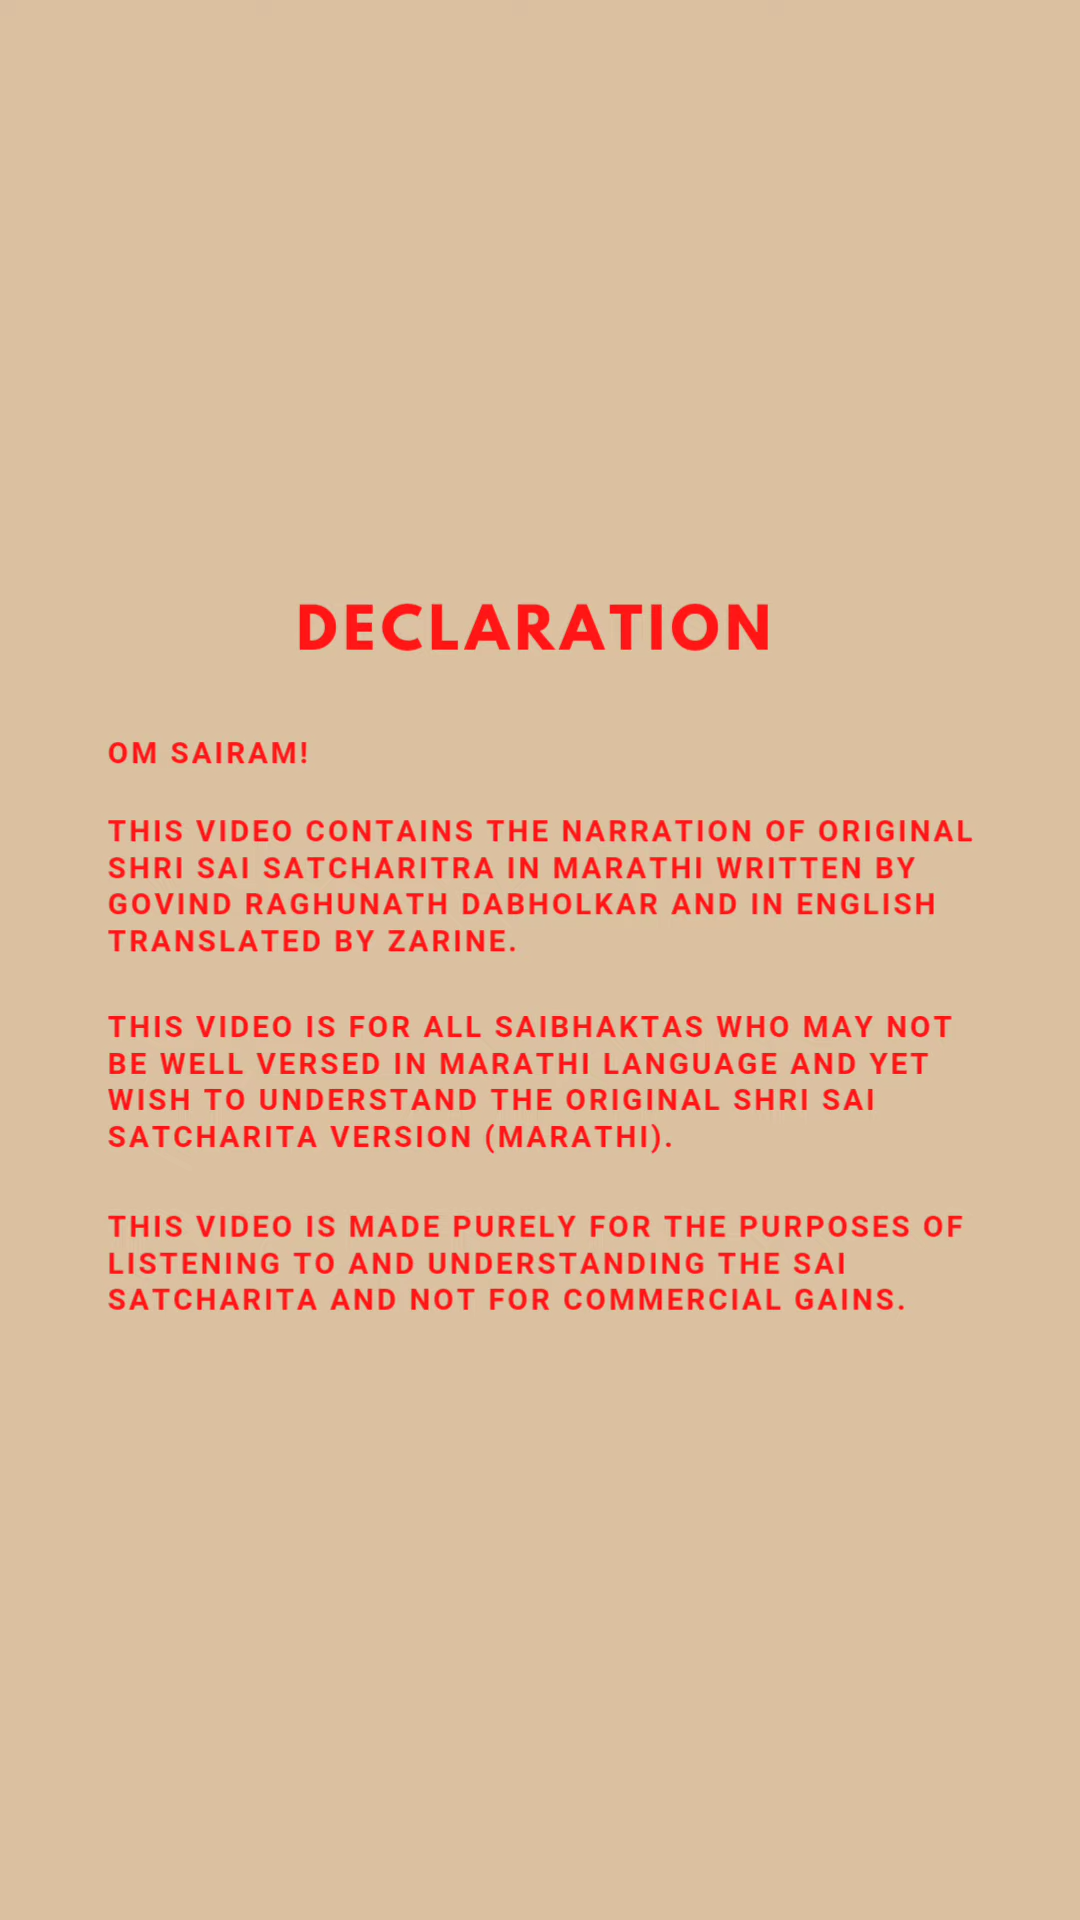 DECLARATION
OM SAIRAM!
THIS VIDEO CONTAINS THE NARRATION OF ORIGINAL
SHRI SAI SATCHARITRA IN MARATHI WRITTEN BY
GOVIND RAGHUNATH DABHOLKAR AND IN ENGLISH
TRANSLATED BY ZARINE.
THIS VIDEO IS FOR ALL SAIBHAKTAS WHO MAY NOT
BE WELL VERSED IN MARATHI LANGUAGE AND YET
WISH TO UNDERSTAND THE ORIGINAL SHRI SAI
SATCHARITA VERSION (MARATHI).
THIS VIDEO IS MADE PURELY FOR THE PURPOSES OF
LISTENING TO AND UNDERSTANDING THE SAI
SATCHARITA AND NOT FOR COMMERCIAL GAINS.